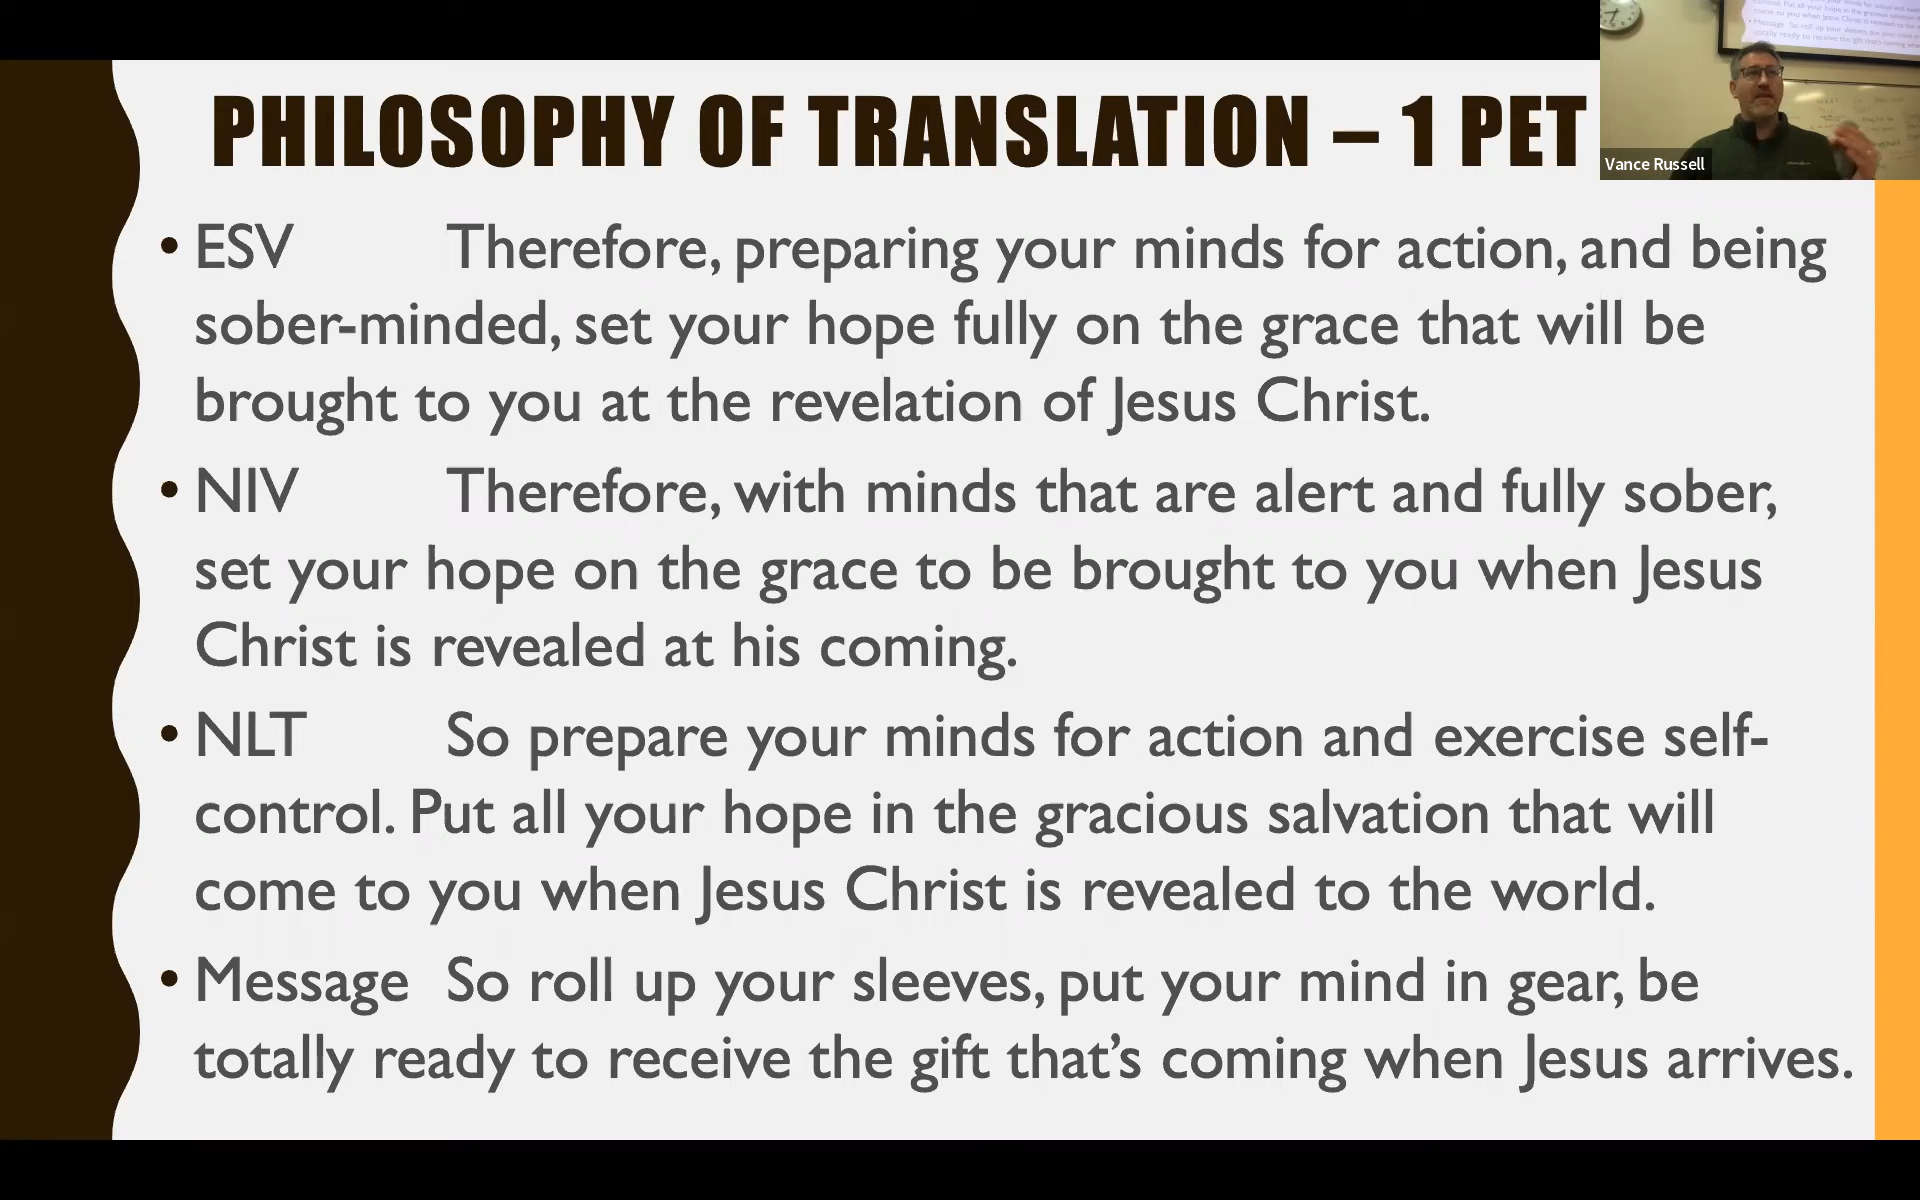 PHILOSOPHY OF TRANSLATION – 1 PET
Vance Russell
• ESV Therefore, preparing your minds for action, and being
sober-minded, set your hope fully on the grace that will be
brought to you at the revelation of Jesus Christ.
• NIV Therefore, with minds that are alert and fully sober,
set your hope on the grace to be brought to you when Jesus
Christ is revealed at his coming.
• NLT So prepare your minds for action and exercise self-
control. Put all your hope in the gracious salvation that will
come to you when Jesus Christ is revealed to the world.
• Message So roll up your sleeves, put your mind in gear, be
totally ready to receive the gift that’s coming when Jesus arrives.